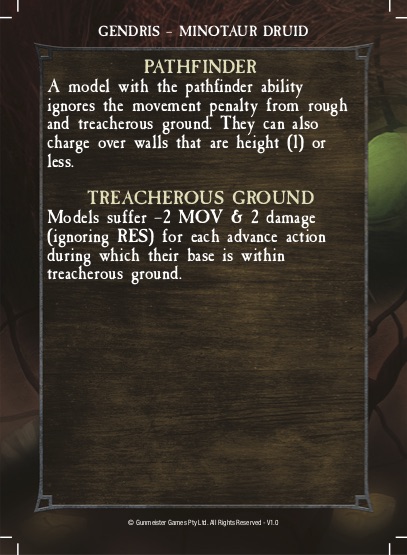 GENDRIS - MINOTAUR DRUID
PATHFINDER
A model with the pathfinder ability
ignores the movement penalty from rough
and treacherous ground. They can also
charge over walls that are height (1) or
less.
TREACHEROUS GROUND
Models suffer -2 MOV & 2 damage
(ignoring RES) for each advance action
during which their base is within
treacherous ground.
© Gunmeister Games Pty Ltd. All Rights Reserved - V1.0